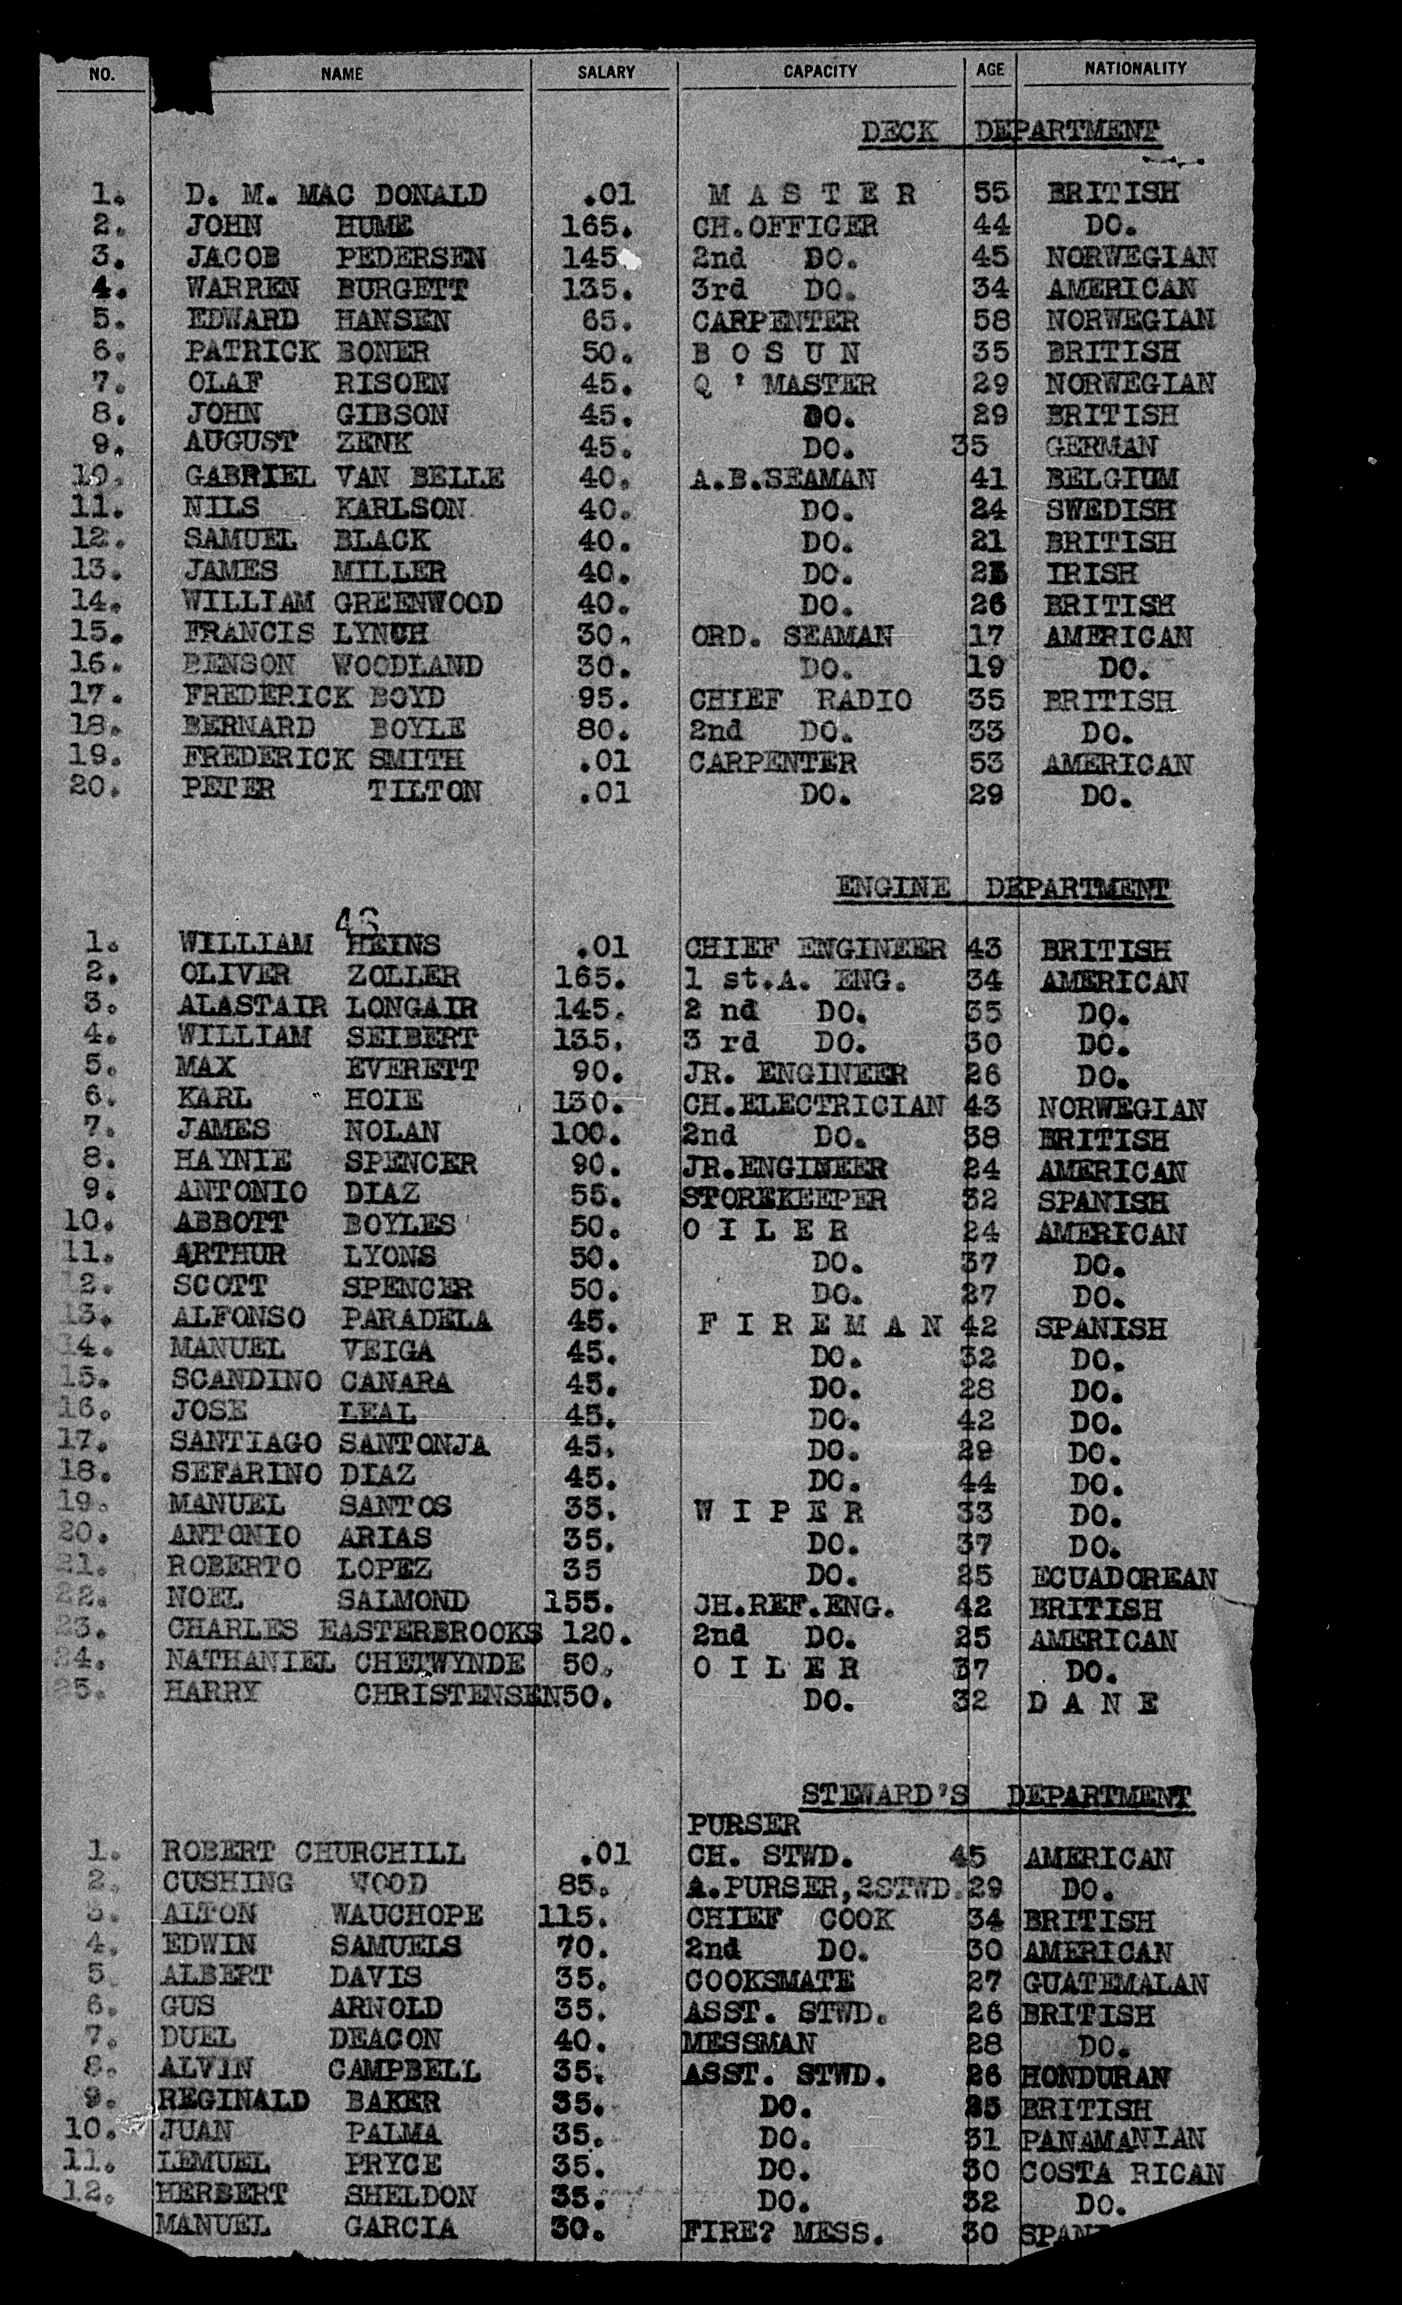 NO. NAME SALARY CAPACITY AGE NATIONALITY
DECK DEPARTMENT
1. D. M. MAC DONALD .01 M A S T E R 55 BRITISH
2. JOHN HUME 165. CH.OFFICER 44 DO.
3. JACOB PEDERSEN 145 2nd DO. 45 NORWEGIAN
4. WARREN BURGETT 135. 3rd DO. 34 AMERICAN
5. EDWARD HANSEN 65. CARPENTER 58 NORWEGIAN
6. PATRICK BONER 50. B O S U N 35 BRITISH
7. OLAF RISOEN 45. Q ' MASTER 29 NORWEGIAN
8. JOHN GIBSON 45. DO. 29 BRITISH
9. AUGUST ZENK 45. DO. 35 GERMAN
10. GABRIEL VAN BELLE 40. A.B.SEAMAN 41 BELGIUM
11. NILS KARLSON 40. DO. 24 SWEDISH
12. SAMUEL BLACK 40. DO. 21 BRITISH
13. JAMES MILLER 40. DO. IRISH
14. WILLIAM GREENWOOD 40. DO. 26 BRITISH
15. FRANCIS LYNCH 30. ORD. SEAMAN 17 AMERICAN
16. BENSON WOODLAND 30. DO. 19 DO.
17. FREDERICK BOYD 95. CHIEF RADIO 35 BRITISH
18. BERNARD BOYLE 80. 2nd DO. 33 DO.
19. FREDERICK SMITH .01 CARPENTER 53 AMERICAN
20. PETER TILTON .01 DO. 29 DO.
ENGINE DEPARTMENT
1. WILLIAM HEINS .01 CHIEF ENGINEER 43 BRITISH
2. OLIVER ZOLLER 165. 1 st.A. ENG. 34 AMERICAN
3. ALASTAIR LONGAIR 145. 2 nd DO. 35 DO.
4. WILLIAM SEIBERT 135. 3 rd DO. 30 DO.
5. MAX EVERETT 90. JR. ENGINEER 26 DO.
6. KARL HOIE 130. CH.ELECTRICIAN 43 NORWEGIAN
7. JAMES NOLAN 100. 2nd DO. 38 BRITISH
8. HAYNIE SPENCER 90. JR.ENGINEER 24 AMERICAN
9. ANTONIO DIAZ 55. STOREKEEPER 32 SPANISH
10. ABBOTT BOYLES 50. O I L E R 24 AMERICAN
11. ARTHUR LYONS 50. DO. 37 DO.
12. SCOTT SPENCER 50. DO. 27 DO.
13. ALFONSO PARADELA 45. F I R E M A N 42 SPANISH
14. MANUEL VEIGA 45. DO. 32 DO.
15. SCANDINO CANARA 45. DO. 28 DO.
16. JOSE LEAL 45. DO. 42 DO.
17. SANTIAGO SANTONJA 45. DO. 29 DO.
18. SEFARINO DIAZ 45. DO. 44 DO.
19. MANUEL SANTOS 35. W I P E R 33 DO.
20. ANTONIO ARIAS 35. DO. 37 DO.
21. ROBERTO LOPEZ 35 DO. 25 ECUADOREAN
22. NOEL SALMOND 155. CH.REF.ENG. 42 BRITISH
23. CHARLES EASTERBROOKS 120. 2nd DO. 25 AMERICAN
24. NATHANIEL CHETWYNDE 50. O I L E R 37 DO.
25. HARRY CHRISTENSEN 50. DO. 32 D A N E
STEWARD'S DEPARTMENT
PURSER
1. ROBERT CHURCHILL .01 CH. STWD. 45 AMERICAN
2. CUSHING WOOD 85. A.PURSER,2STWD. 29 DO.
3. ALTON WAUCHOPE 115. CHIEF COOK 34 BRITISH
4. EDWIN SAMUELS 70. 2nd DO. 30 AMERICAN
5. ALBERT DAVIS 35. COOKSMATE 27 GUATEMALAN
6. GUS ARNOLD 35. ASST. STWD. 26 BRITISH
7. DUEL DEACON 40. MESSMAN 28 DO.
8. ALVIN CAMPBELL 35. ASST. STWD. 26 HONDURAN
9. REGINALD BAKER 35. DO. BRITISH
10. JUAN PALMA 35. DO. 31 PANAMANIAN
11. LEMUEL PRYCE 35. DO. 30 COSTA RICAN
12. HERBERT SHELDON 35. DO. 32 DO.
MANUEL GARCIA 30. FIRE? MESS. 30 SPAN